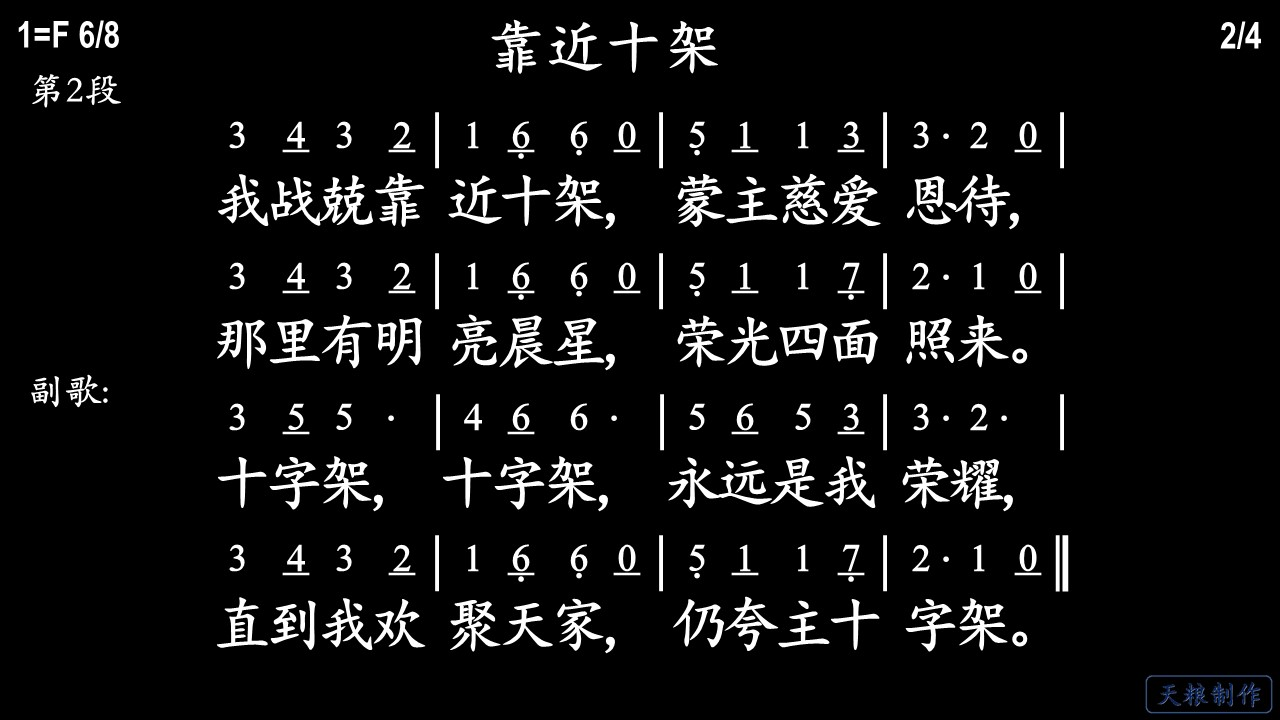 1=F 6/8
靠近十架
2/4
第2段
3 4 3 2 | 1 6 6 0 | 5 1 1 3 | 3 · 2 0 |
我战兢靠 近十架, 蒙主慈爱 恩待,
3 4 3 2 | 1 6 6 0 | 5 1 1 7 | 2 · 1 0 |
那里有明 亮晨星, 荣光四面 照来。
副歌:
3 5 5 · | 4 6 6 · | 5 6 5 3 | 3 · 2 · |
十字架, 十字架, 永远是我 荣耀,
3 4 3 2 | 1 6 6 0 | 5 1 1 7 | 2 · 1 0 ‖
直到我欢 聚天家, 仍夸主十 字架。
天粮制作